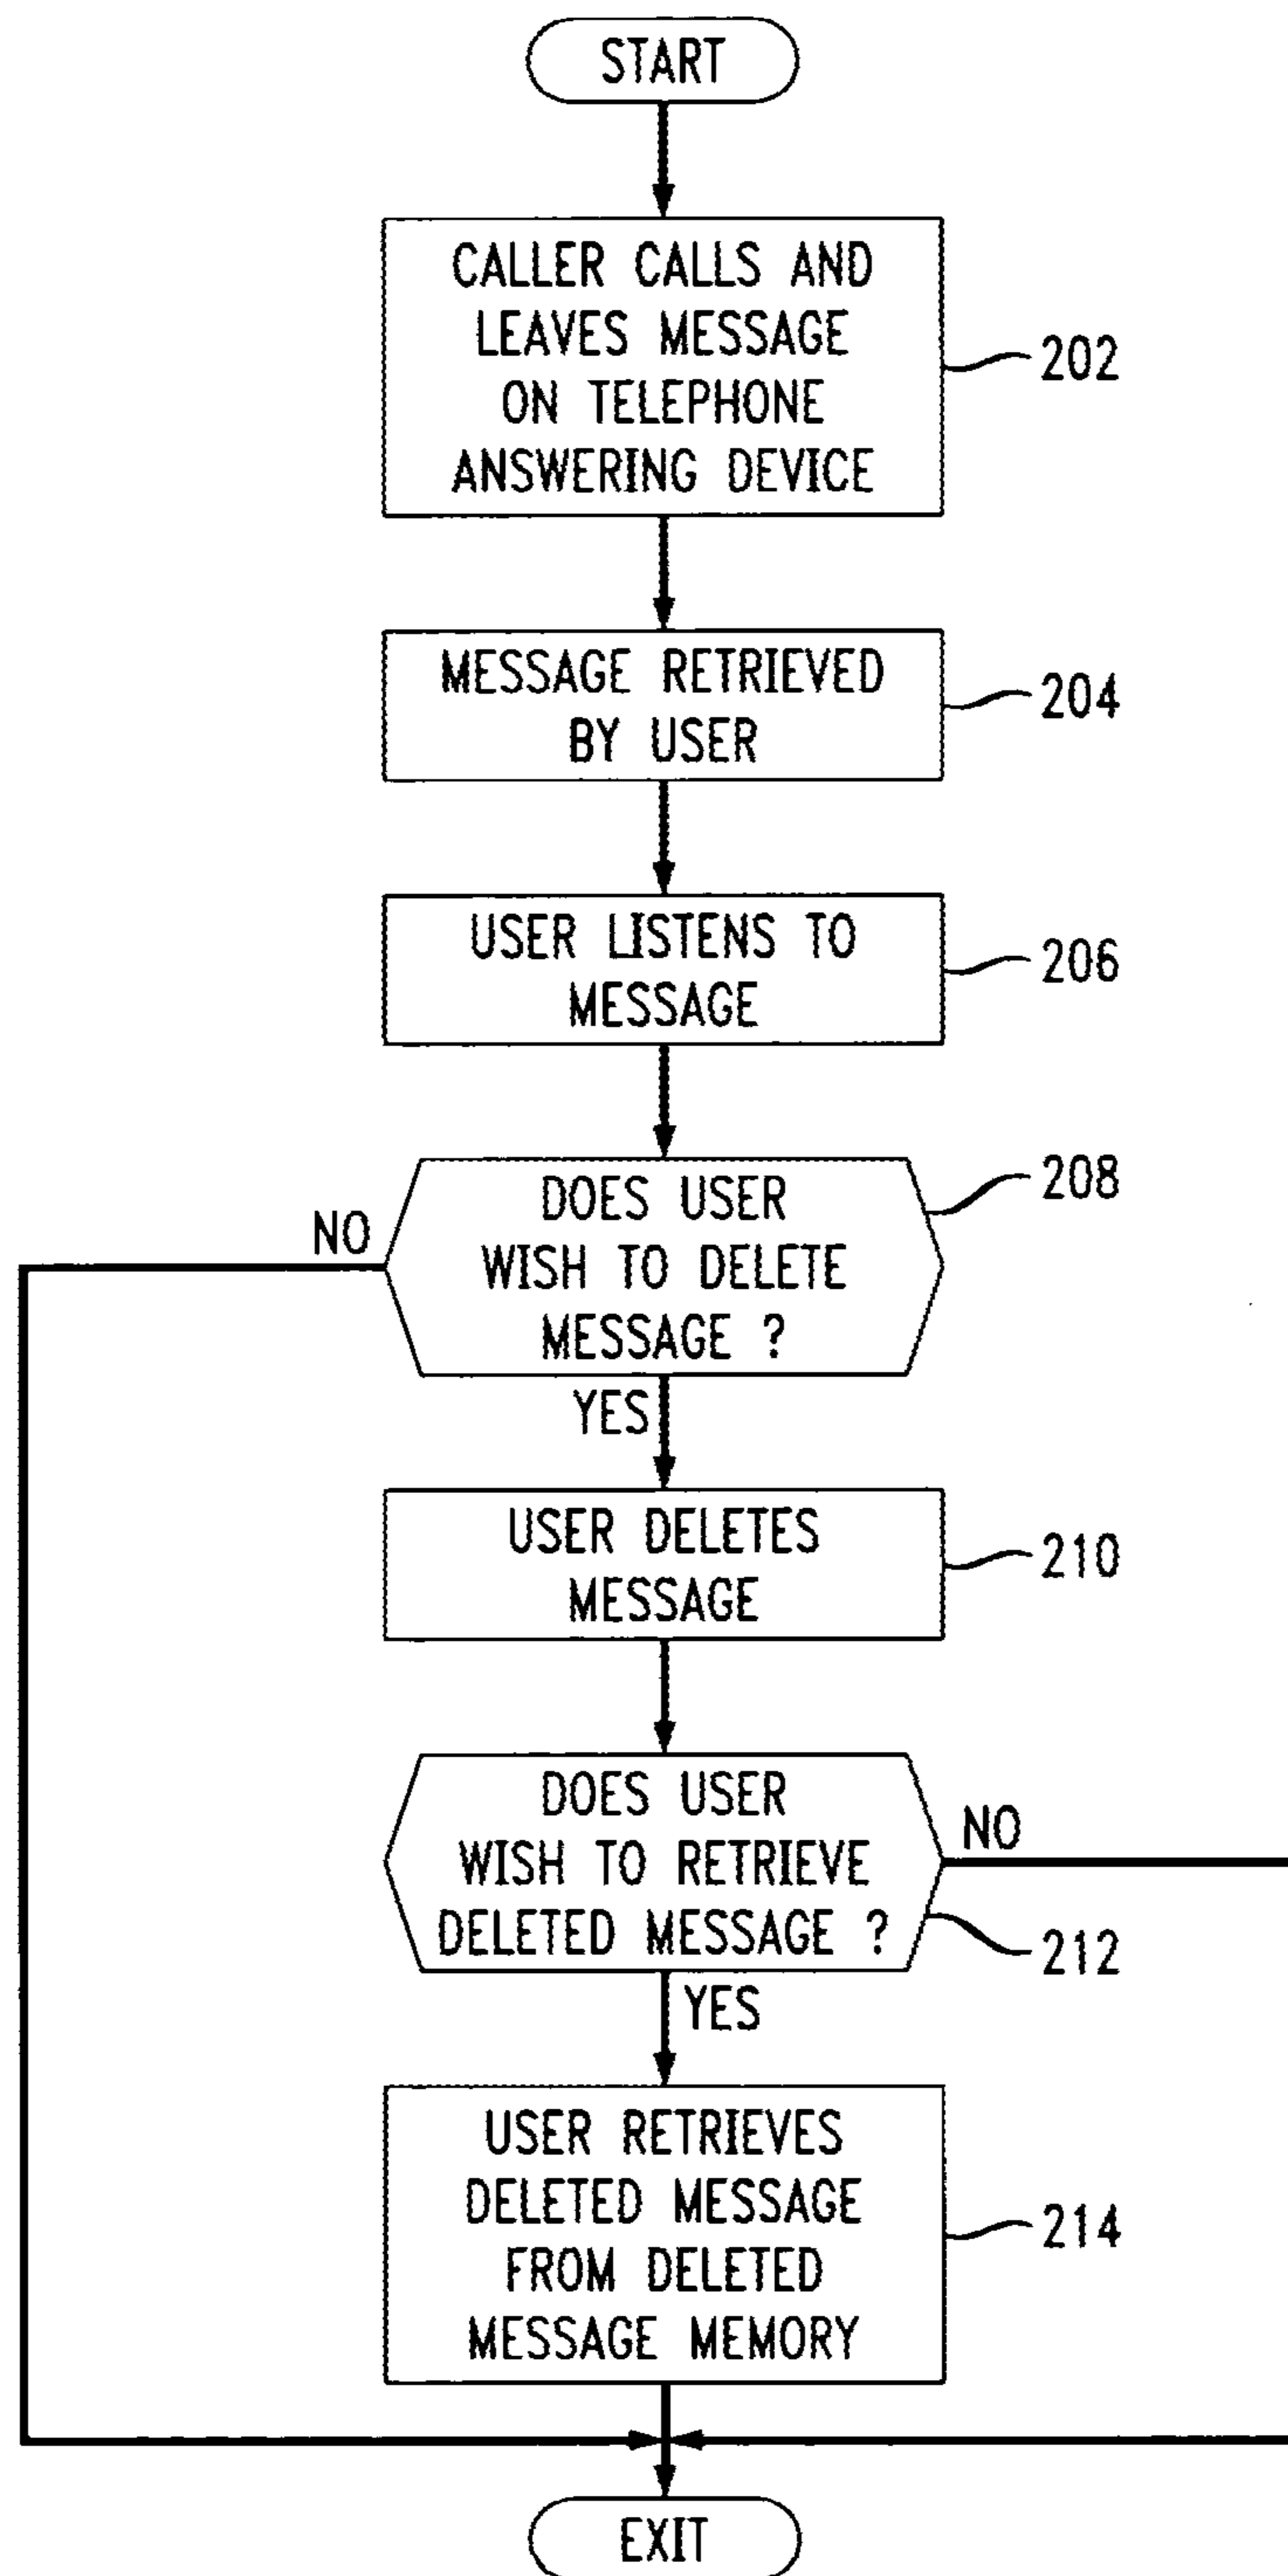 START
CALLER CALLS AND
LEAVES MESSAGE
ON TELEPHONE
ANSWERING DEVICE
202
MESSAGE RETRIEVED
BY USER
204
USER LISTENS TO
MESSAGE
206
DOES USER
WISH TO DELETE
MESSAGE ?
208
NO
YES
USER DELETES
MESSAGE
210
DOES USER
WISH TO RETRIEVE
DELETED MESSAGE ?
NO
212
YES
USER RETRIEVES
DELETED MESSAGE
FROM DELETED
MESSAGE MEMORY
214
EXIT